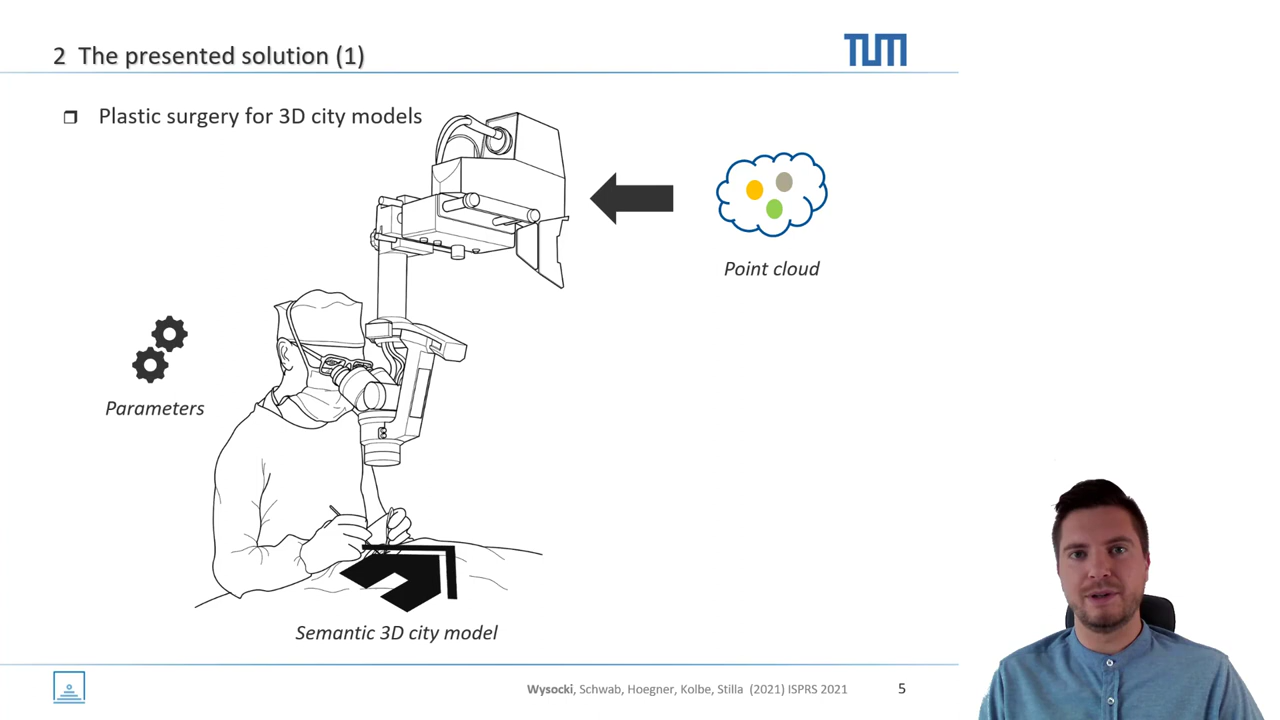 2 The presented solution (1)
TUM
Plastic surgery for 3D city models
Point cloud
Parameters
Semantic 3D city model
Wysocki, Schwab, Hoegner, Kolbe, Stilla (2021) ISPRS 2021
5